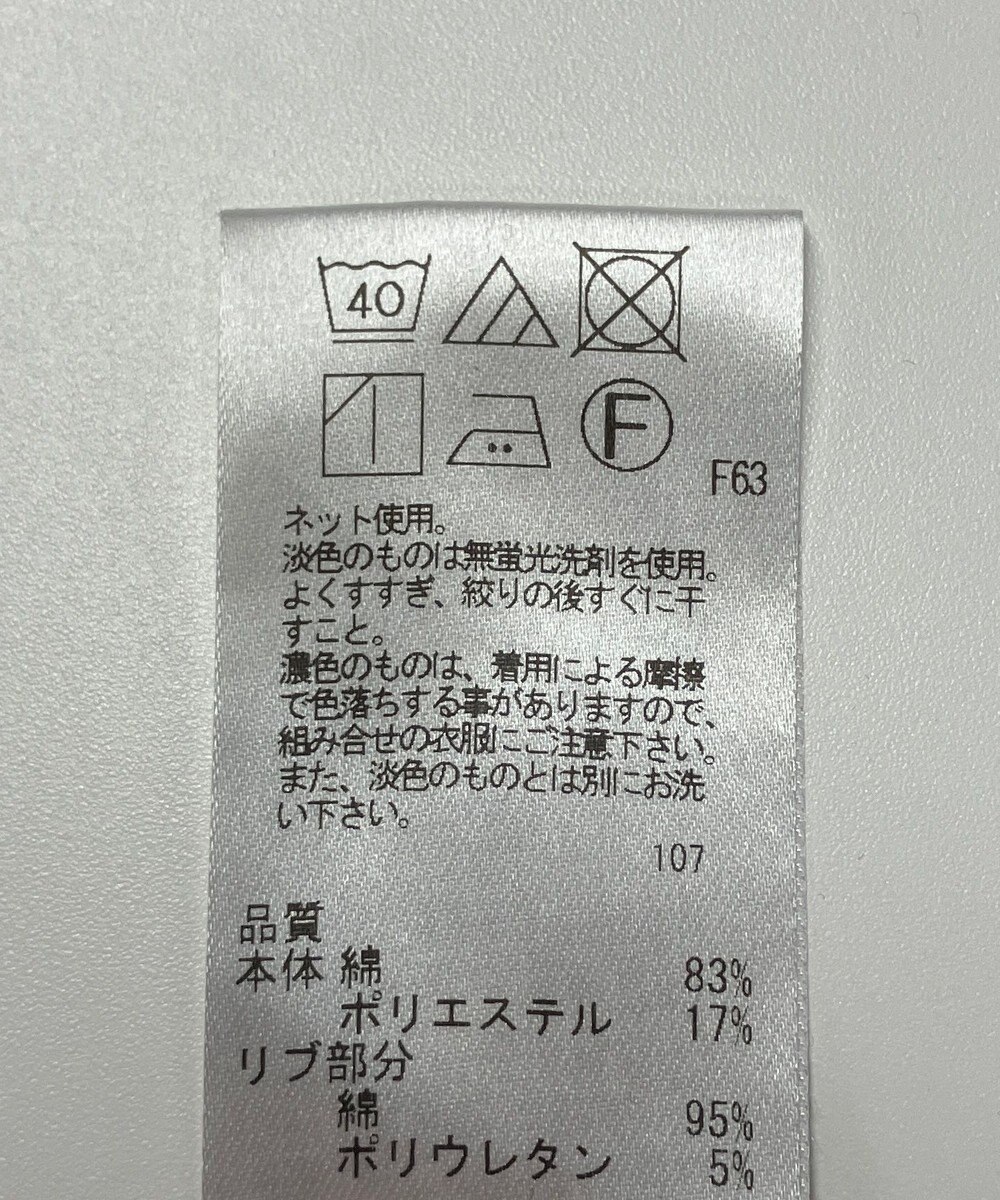 40
F
F63
ネット使用。
淡色のものは無蛍光洗剤を使用。
よくすすぎ、絞りの後すぐに干
すこと。
濃色のものは、着用による摩擦
で色落ちする事がありますので、
組み合せの衣服にご注意下さい。
また、淡色のものとは別にお洗
い下さい。
107
品質
本体 綿 83%
ポリエステル 17%
リブ部分
綿 95%
ポリウレタン 5%